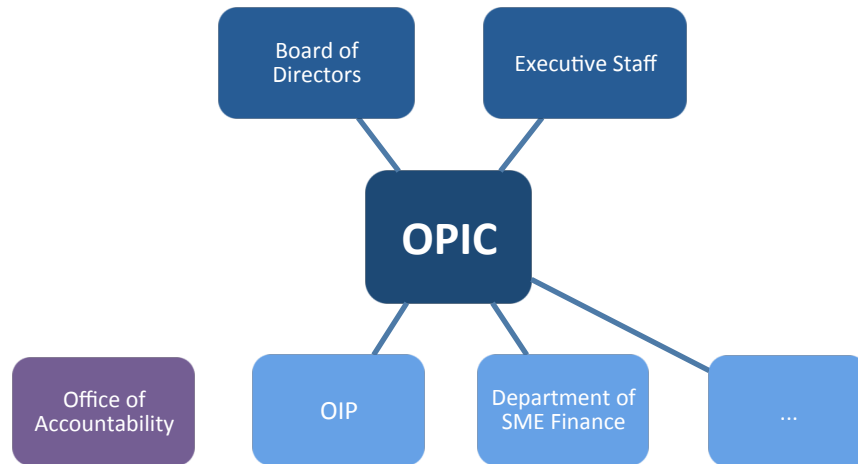 Board of
Directors
Executive Staff
OPIC
Office of
Accountability
OIP
Department of
SME Finance
...